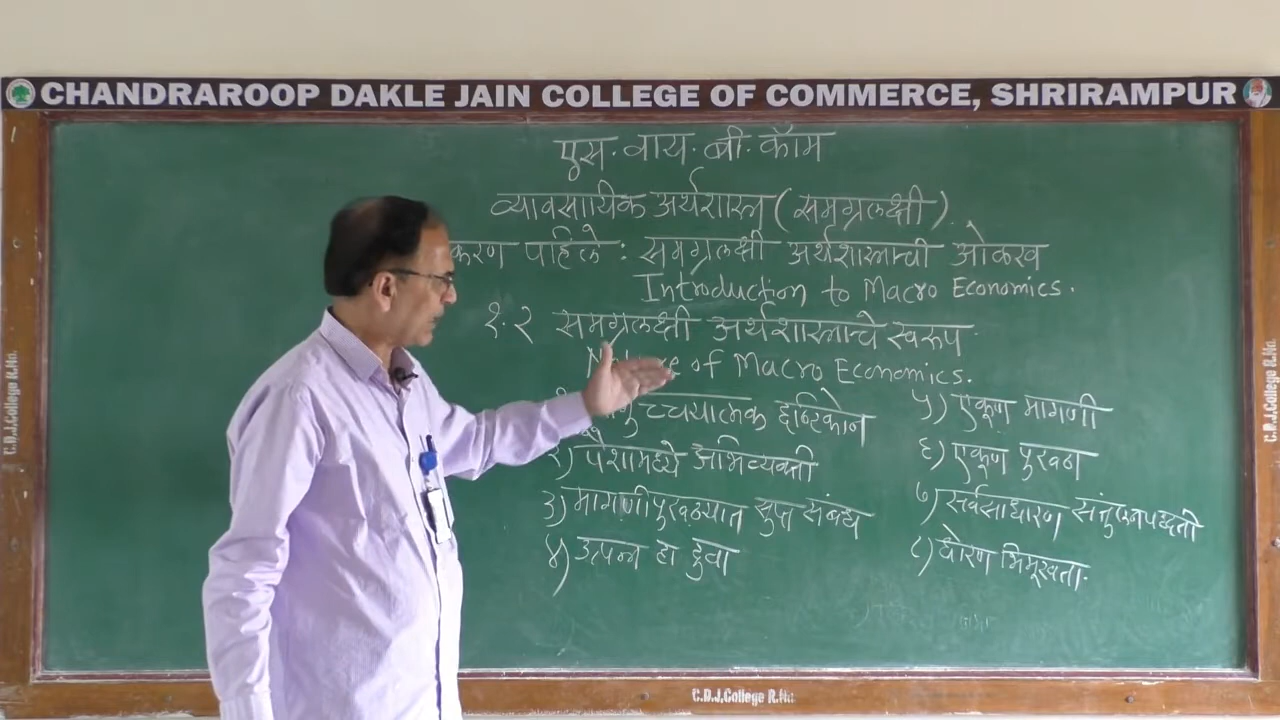 CHANDRAROOP DAKLE JAIN COLLEGE OF COMMERCE, SHRIRAMPUR
एस. वाय. बी. कॉम
व्यावसायिक अर्थशास्त्र (समग्रलक्षी).
करण पहिले : समग्रलक्षी अर्थशास्त्राची ओळख
Introduction to Macro Economics.
१.२ समग्रलक्षी अर्थशास्त्राचे स्वरूप
of Macro Economics.
च्चयात्मक दृष्टिकोन
२) पैशामध्ये अभिव्यक्ती
३) मागणी पुरवठ्यात सुप्त संबंध
४) उत्पन्न हा दुवा
५) एकूण मागणी
६) एकूण पुरवठा
७) सर्वसाधारण संतुलन पद्धती
८) धोरण भिमूखता.
C.D.J.College R.No.
C.D.J.College R.No.
C.D.J.College R.No.